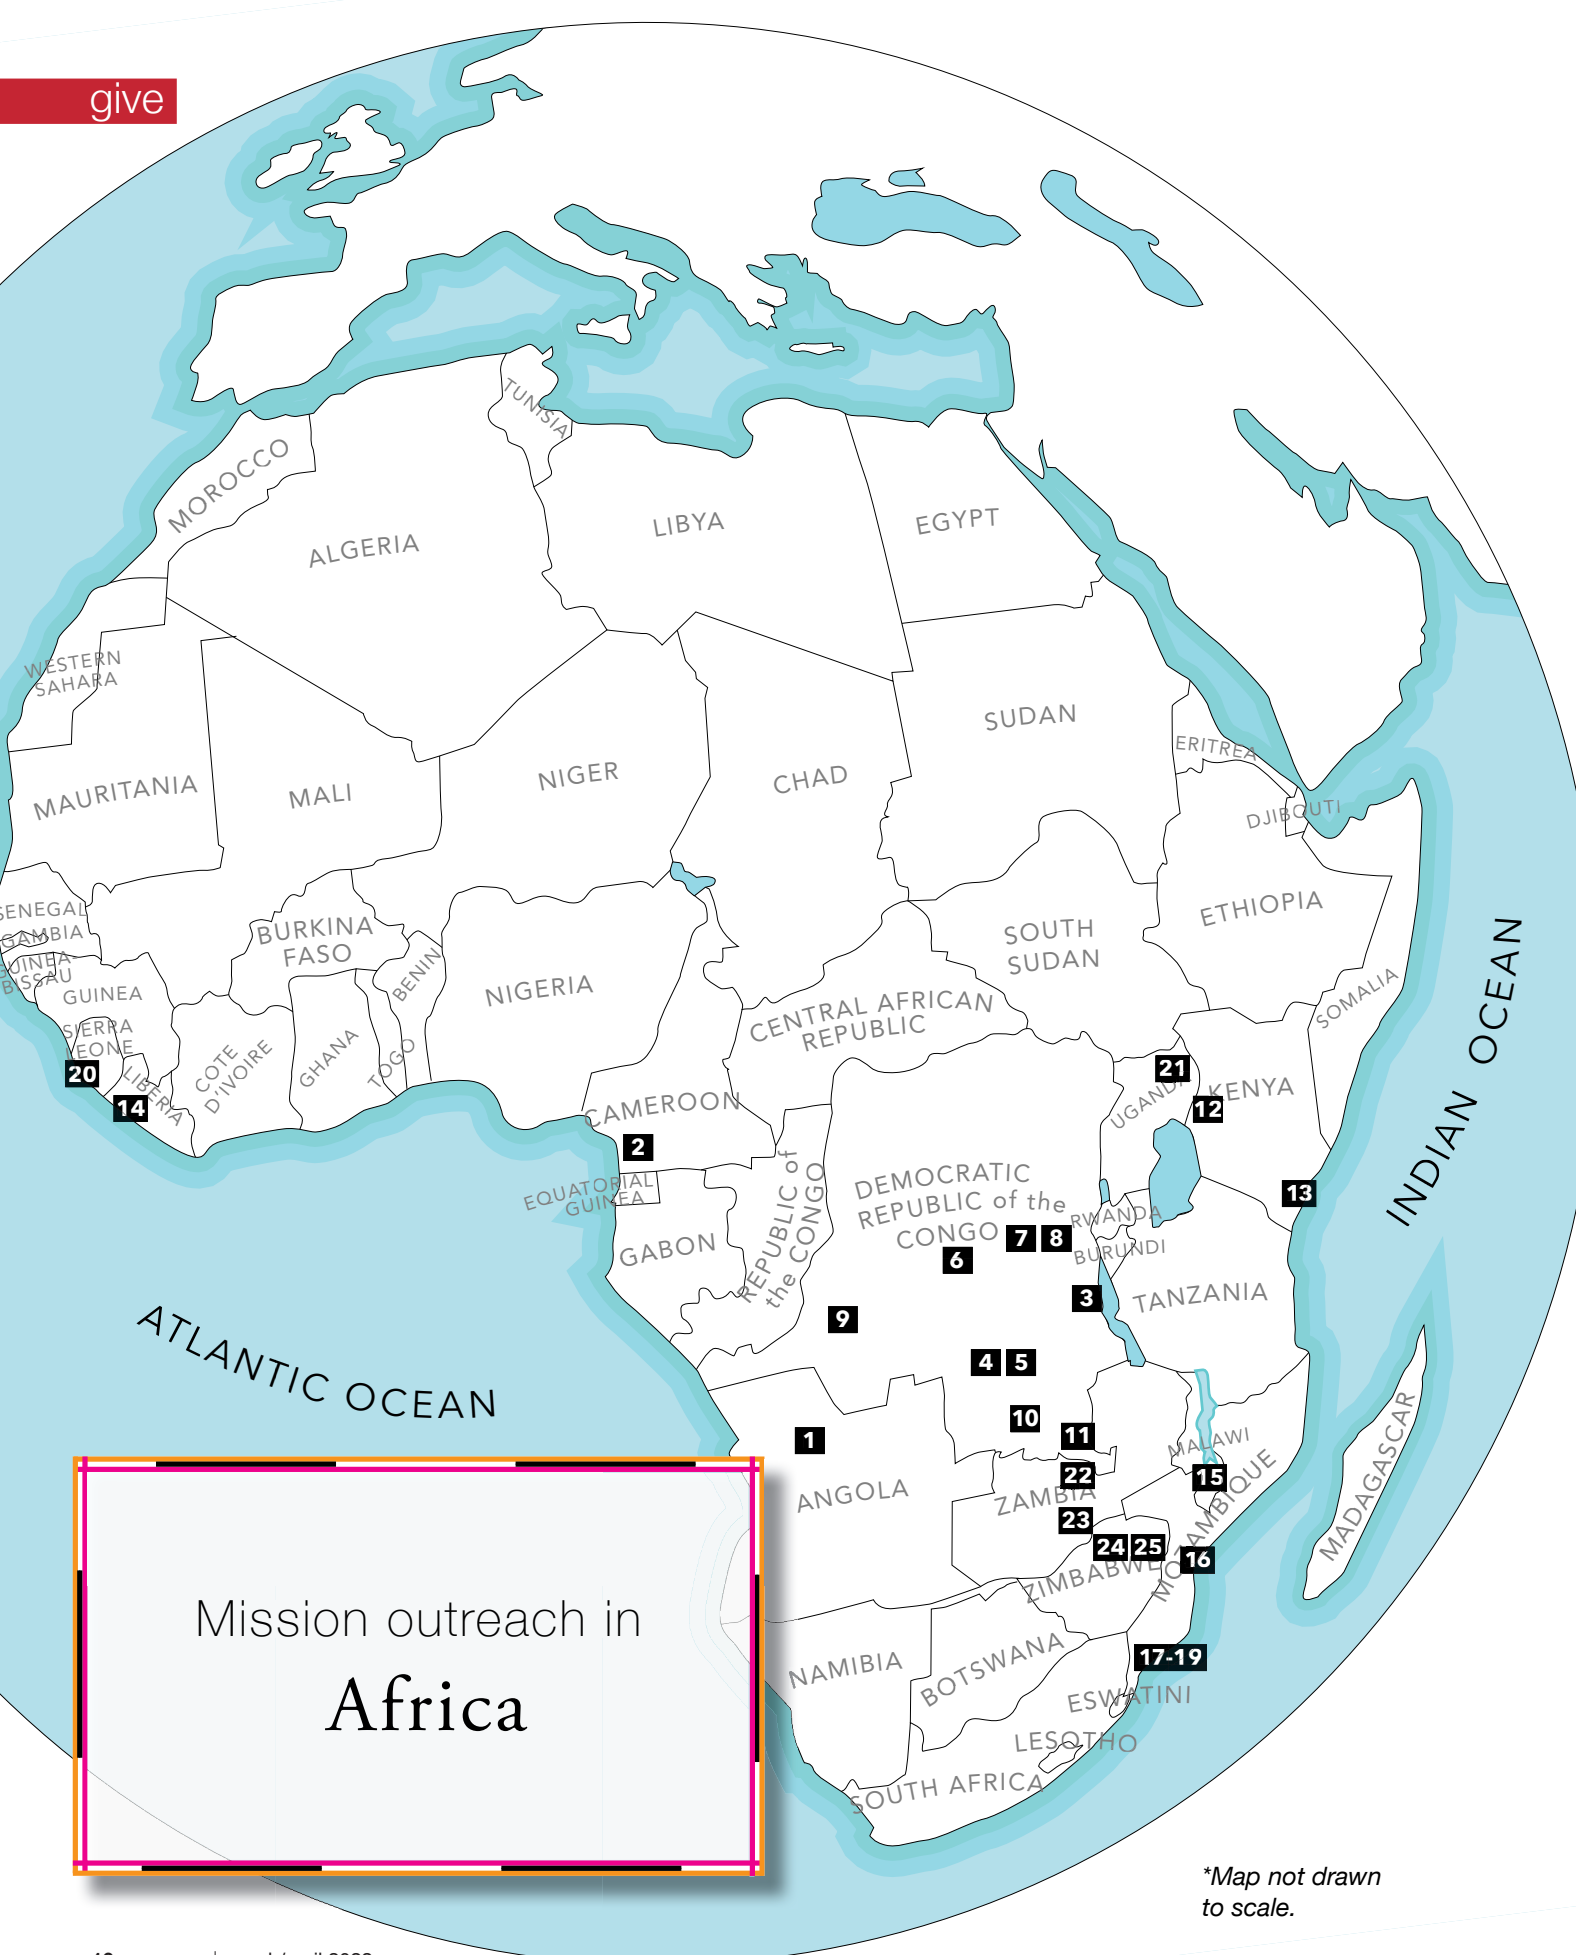 give
TUNISIA
MOROCCO
ALGERIA
LIBYA
EGYPT
WESTERN
SAHARA
MAURITANIA
MALI
NIGER
CHAD
SUDAN
ERITREA
DJIBOUTI
SENEGAL
GAMBIA
GUINEA-
BISSAU
GUINEA
SIERRA
LEONE
20
14
LIBERIA
COTE
D'IVOIRE
BURKINA
FASO
GHANA
TOGO
BENIN
NIGERIA
CENTRAL AFRICAN
REPUBLIC
SOUTH
SUDAN
ETHIOPIA
SOMALIA
CAMEROON
2
EQUATORIAL
GUINEA
GABON
REPUBLIC of
the CONGO
DEMOCRATIC
REPUBLIC of the
CONGO
7
8
6
9
3
4
5
10
11
21
UGANDA
12
KENYA
13
RWANDA
BURUNDI
TANZANIA
INDIAN OCEAN
ATLANTIC OCEAN
1
ANGOLA
22
ZAMBIA
23
24
25
ZIMBABWE
MALAWI
15
MOZAMBIQUE
16
MADAGASCAR
NAMIBIA
BOTSWANA
17-19
ESWATINI
LESOTHO
SOUTH AFRICA
Mission outreach in
Africa
*Map not drawn
to scale.